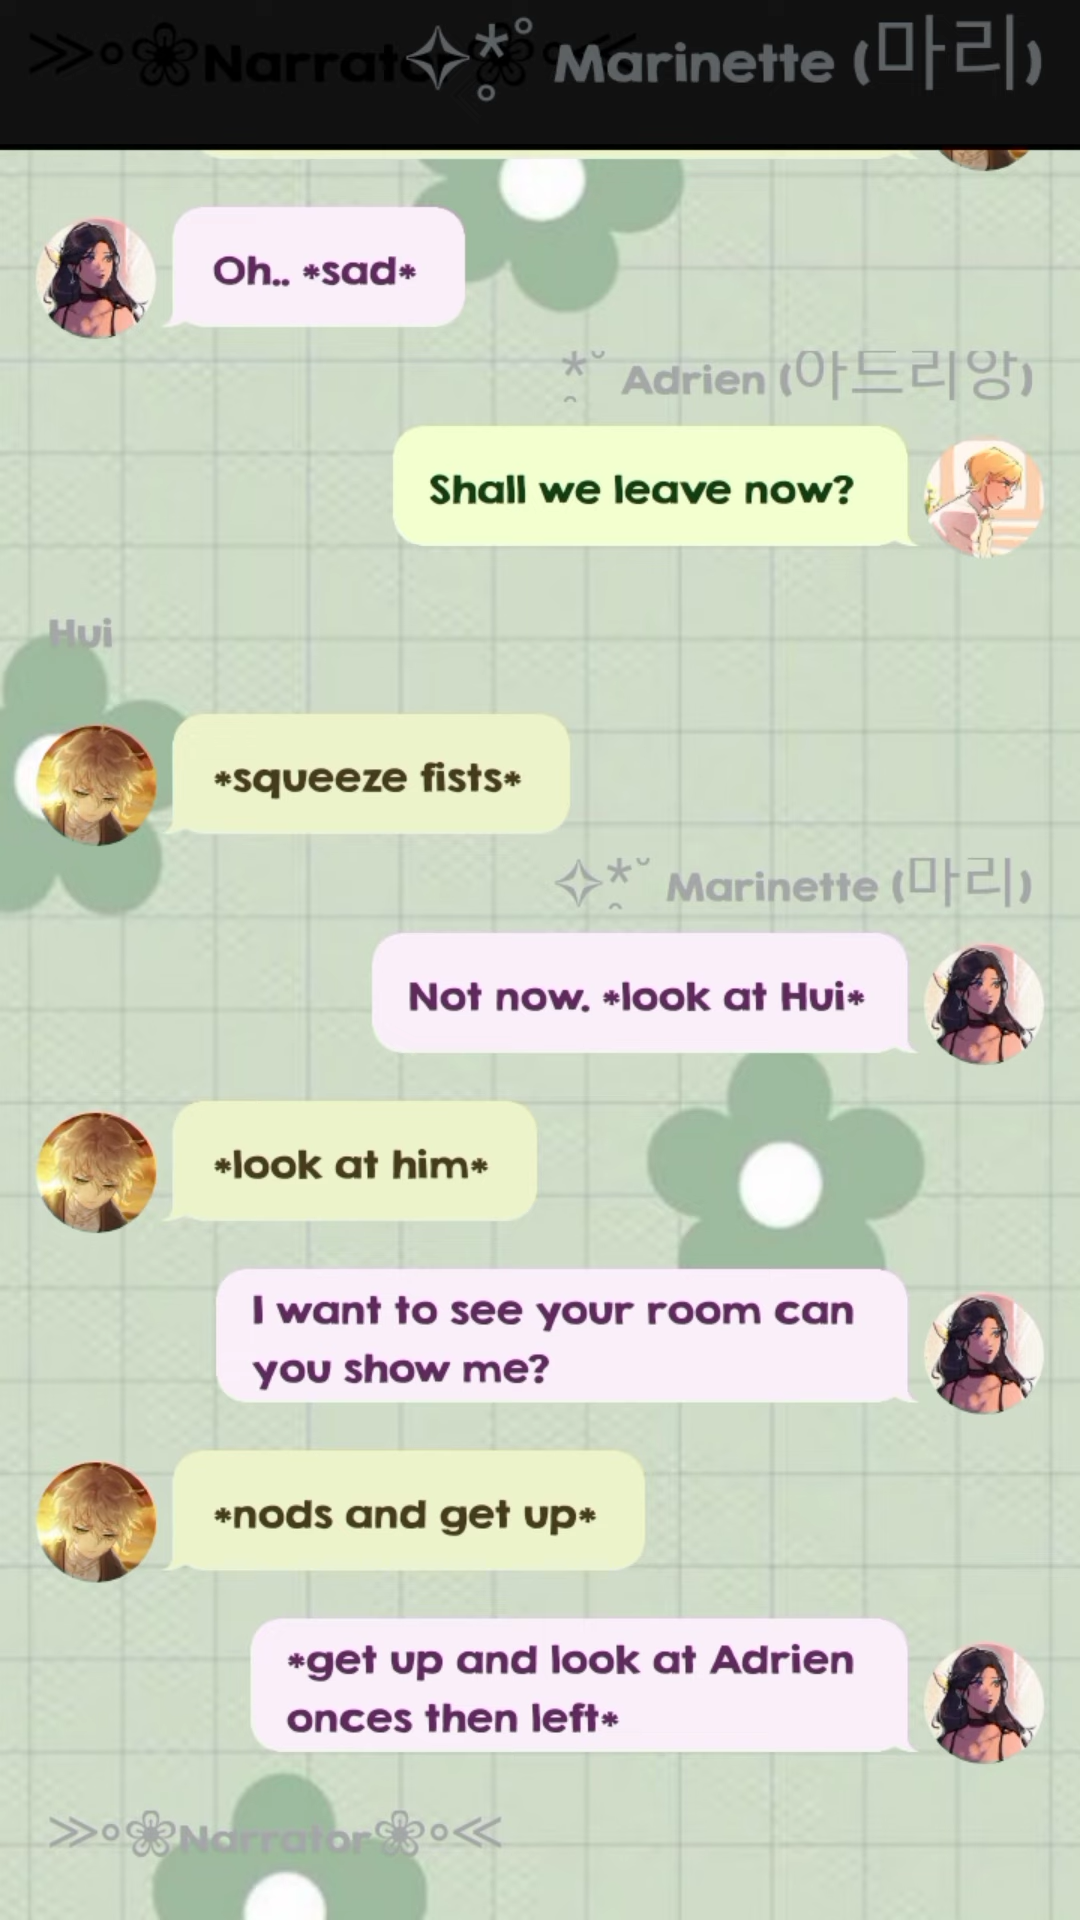 ≫∘❀Narrator❀∘≪
✧*̥˚ Marinette (마리)
Oh.. *sad*
*̥˘ Adrien (아드리앙)
Shall we leave now?
Hui
*squeeze fists*
✧*̥˘ Marinette (마리)
Not now. *look at Hui*
*look at him*
I want to see your room can
you show me?
*nods and get up*
*get up and look at Adrien
onces then left*
≫∘❀Narrator❀∘≪